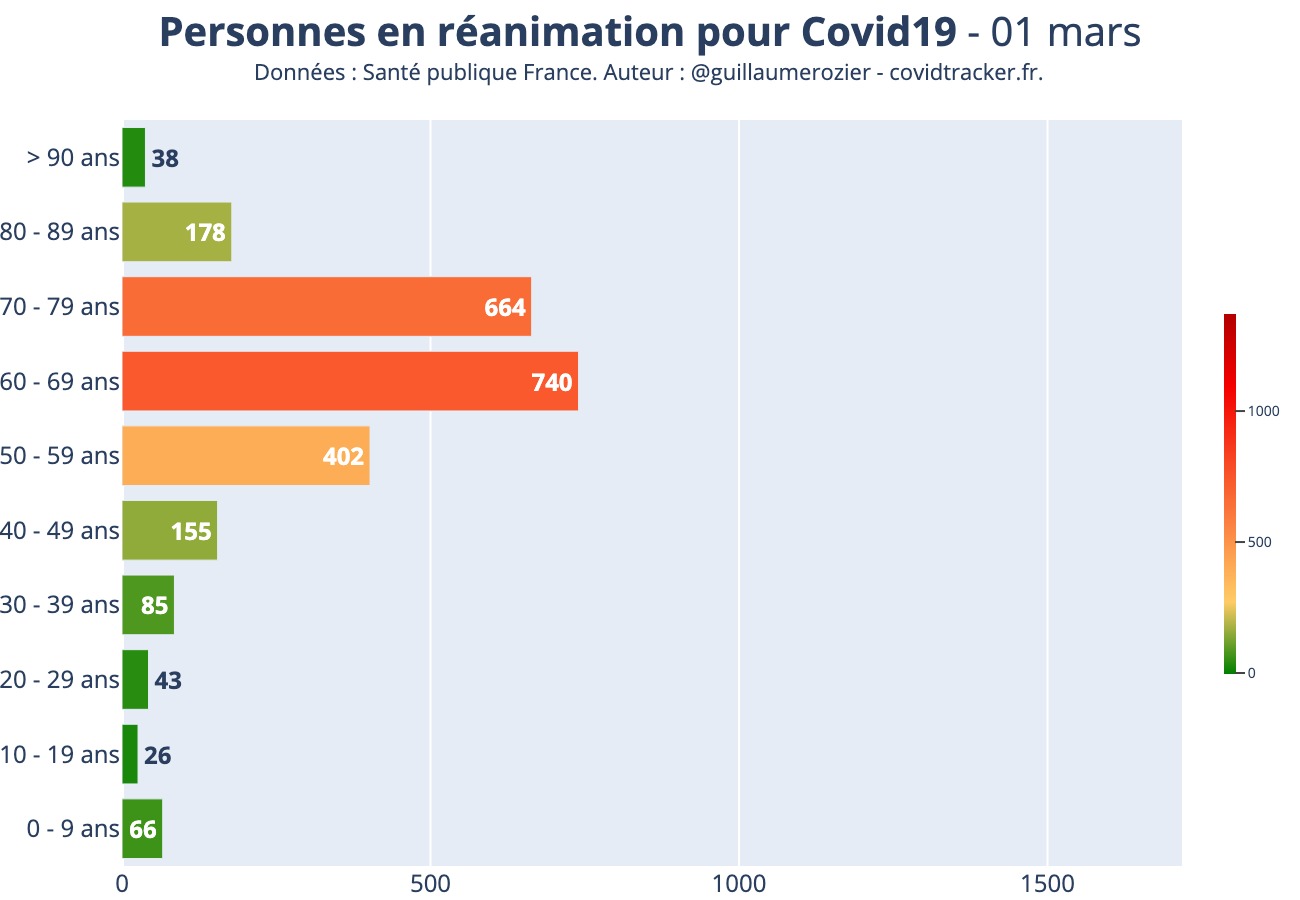 Personnes en réanimation pour Covid19 - 01 mars
Données : Santé publique France. Auteur : @guillaumerozier - covidtracker.fr.
> 90 ans 38
80 - 89 ans 178
70 - 79 ans 664
60 - 69 ans 740
50 - 59 ans 402
40 - 49 ans 155
30 - 39 ans 85
20 - 29 ans 43
10 - 19 ans 26
0 - 9 ans 66
0 500 1000 1500
1000
500
0